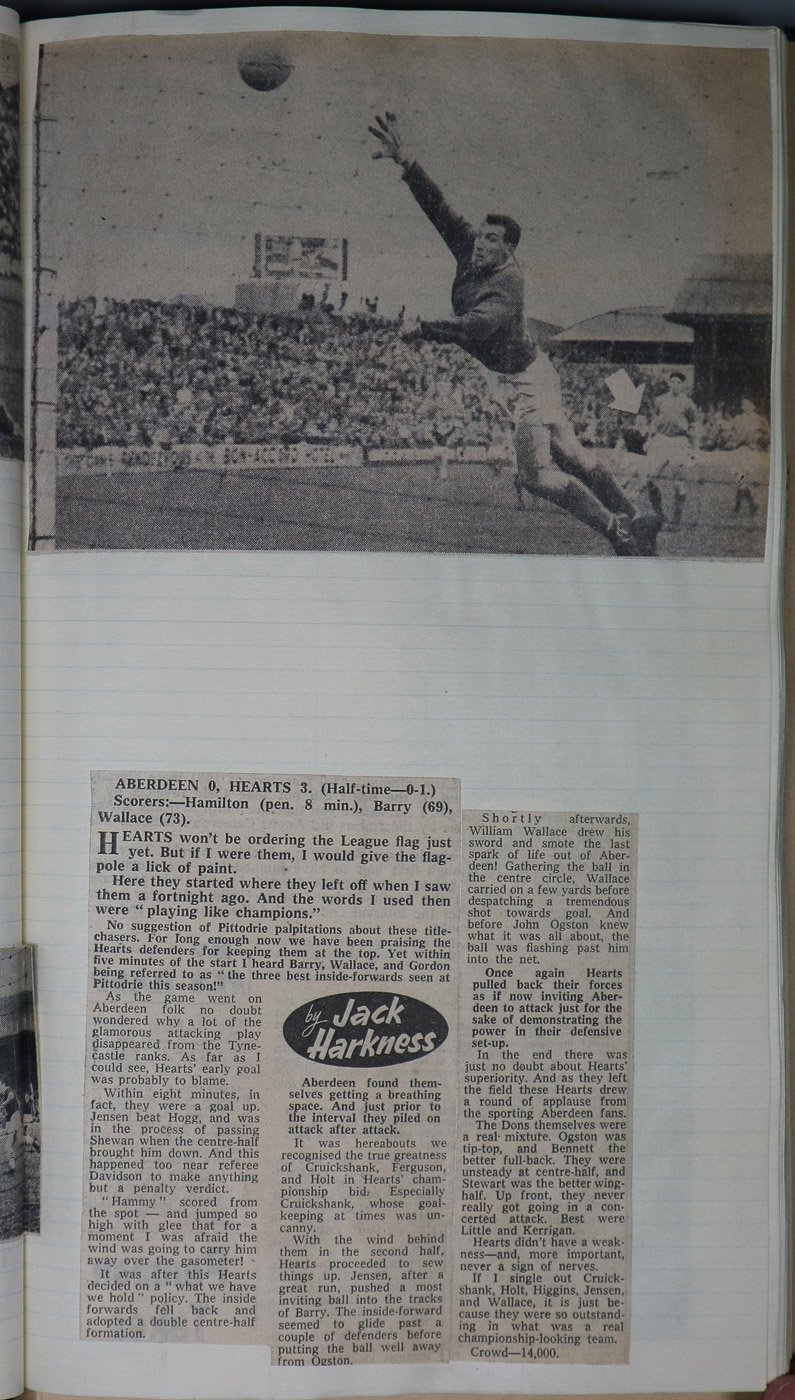 BON-ACCORD HOTEL
ABERDEEN 0, HEARTS 3. (Half-time—0-1.)
Scorers:—Hamilton (pen. 8 min.), Barry (69),
Wallace (73).
HEARTS won't be ordering the League flag just
yet. But if I were them, I would give the flag-
pole a lick of paint.
Here they started where they left off when I saw
them a fortnight ago. And the words I used then
were “ playing like champions.”
No suggestion of Pittodrie palpitations about these title-
chasers. For long enough now we have been praising the
Hearts defenders for keeping them at the top. Yet within
five minutes of the start I heard Barry, Wallace, and Gordon
being referred to as “ the three best inside-forwards seen at
Pittodrie this season!”
As the game went on
Aberdeen folk no doubt
wondered why a lot of the
glamorous attacking play
disappeared from the Tyne-
castle ranks. As far as I
could see, Hearts' early goal
was probably to blame.
Within eight minutes, in
fact, they were a goal up.
Jensen beat Hogg, and was
in the process of passing
Shewan when the centre-half
brought him down. And this
happened too near referee
Davidson to make anything
but a penalty verdict.
“ Hammy ” scored from
the spot — and jumped so
high with glee that for a
moment I was afraid the
wind was going to carry him
away over the gasometer!
It was after this Hearts
decided on a “ what we have
we hold ” policy. The inside
forwards fell back and
adopted a double centre-half
formation.
by Jack
Harkness
Aberdeen found them-
selves getting a breathing
space. And just prior to
the interval they piled on
attack after attack.
It was hereabouts we
recognised the true greatness
of Cruickshank, Ferguson,
and Holt in Hearts' cham-
pionship bid. Especially
Cruickshank, whose goal-
keeping at times was un-
canny.
With the wind behind
them in the second half,
Hearts proceeded to sew
things up. Jensen, after a
great run, pushed a most
inviting ball into the tracks
of Barry. The inside-forward
seemed to glide past a
couple of defenders before
putting the ball well away
from Ogston.
Shortly afterwards,
William Wallace drew his
sword and smote the last
spark of life out of Aber-
deen! Gathering the ball in
the centre circle, Wallace
carried on a few yards before
despatching a tremendous
shot towards goal. And
before John Ogston knew
what it was all about, the
ball was flashing past him
into the net.
Once again Hearts
pulled back their forces
as if now inviting Aber-
deen to attack just for the
sake of demonstrating the
power in their defensive
set-up.
In the end there was
just no doubt about Hearts'
superiority. And as they left
the field these Hearts drew
a round of applause from
the sporting Aberdeen fans.
The Dons themselves were
a real mixture. Ogston was
tip-top, and Bennett the
better full-back. They were
unsteady at centre-half, and
Stewart was the better wing-
half. Up front, they never
really got going in a con-
certed attack. Best were
Little and Kerrigan.
Hearts didn't have a weak-
ness—and, more important,
never a sign of nerves.
If I single out Cruick-
shank, Holt, Higgins, Jensen,
and Wallace, it is just be-
cause they were so outstand-
ing in what was a real
championship-looking team.
Crowd—14,000.